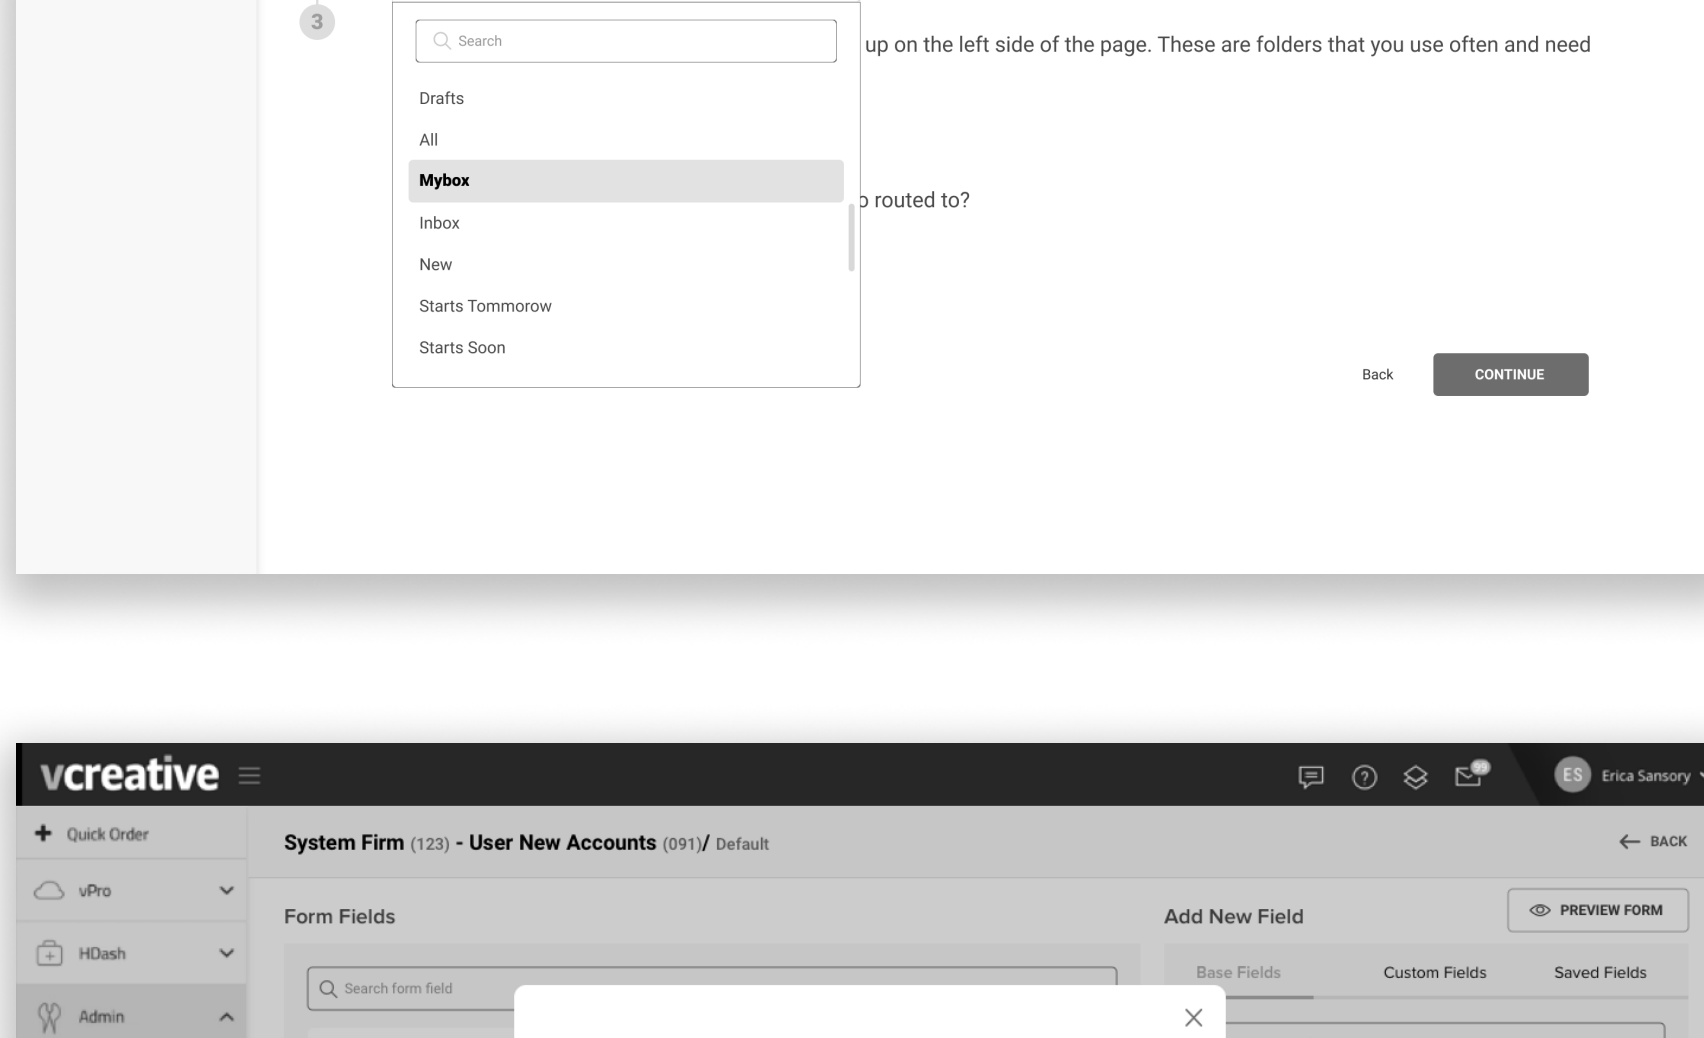 3
Search
up on the left side of the page. These are folders that you use often and need
Drafts
All
Mybox
routed to?
Inbox
New
Starts Tommorow
Starts Soon
Back
CONTINUE
vcreative
99
ES
Erica Sansory
Quick Order
System Firm (123) - User New Accounts (091)/ Default
BACK
vPro
Form Fields
Add New Field
PREVIEW FORM
HDash
Base Fields
Custom Fields
Saved Fields
Search form field
Admin